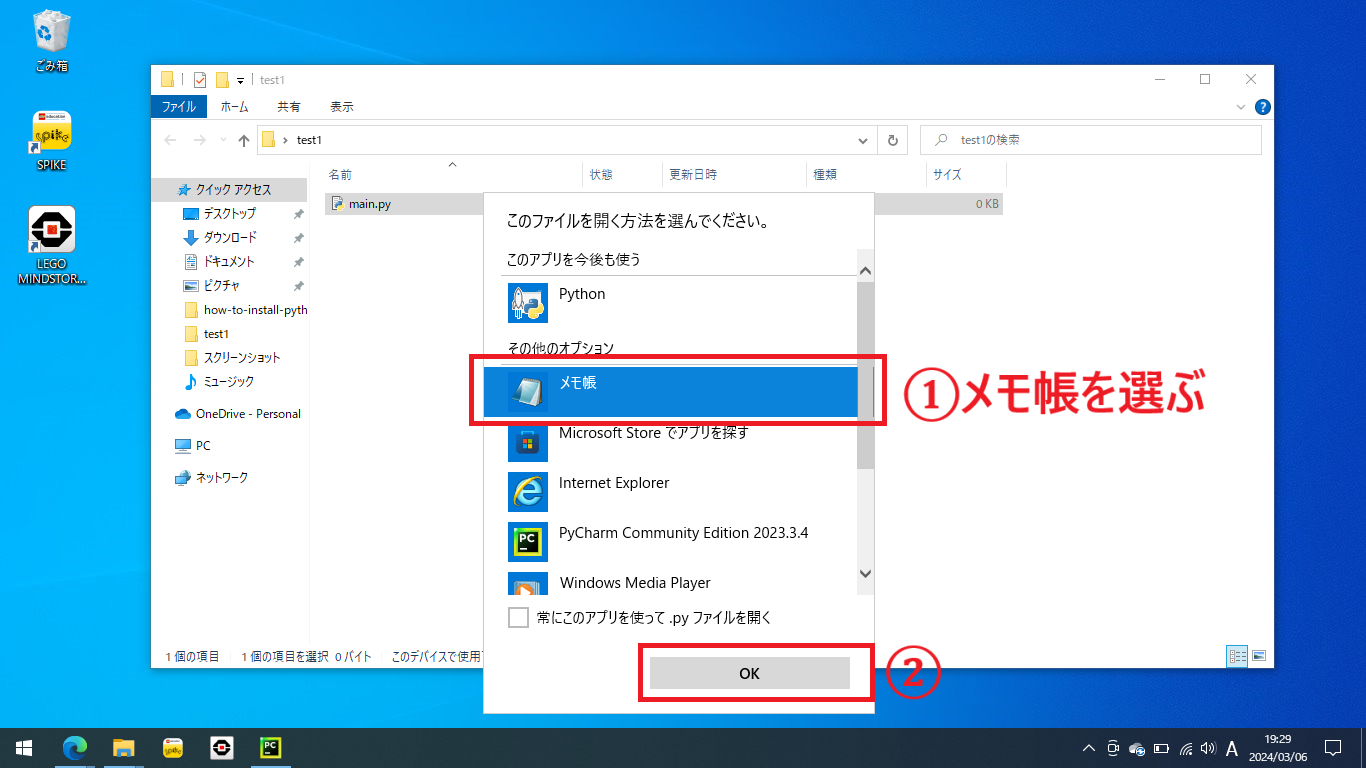 ごみ箱
spike
SPIKE
LEGO
MINDSTOR...
test1
ファイル
ホーム
共有
表示
test1
test1の検索
名前
状態
更新日時
種類
サイズ
クイック アクセス
デスクトップ
ダウンロード
ドキュメント
ピクチャ
how-to-install-pyth
test1
スクリーンショット
ミュージック
OneDrive - Personal
PC
ネットワーク
main.py
0 KB
このファイルを開く方法を選んでください。
このアプリを今後も使う
Python
その他のオプション
メモ帳
①メモ帳を選ぶ
Microsoft Store でアプリを探す
Internet Explorer
PC
PyCharm Community Edition 2023.3.4
Windows Media Player
常にこのアプリを使って .py ファイルを開く
OK
②
1 個の項目
1 個の項目を選択 0 バイト
このデバイスで使用
spike
PC
A
19:29
2024/03/06